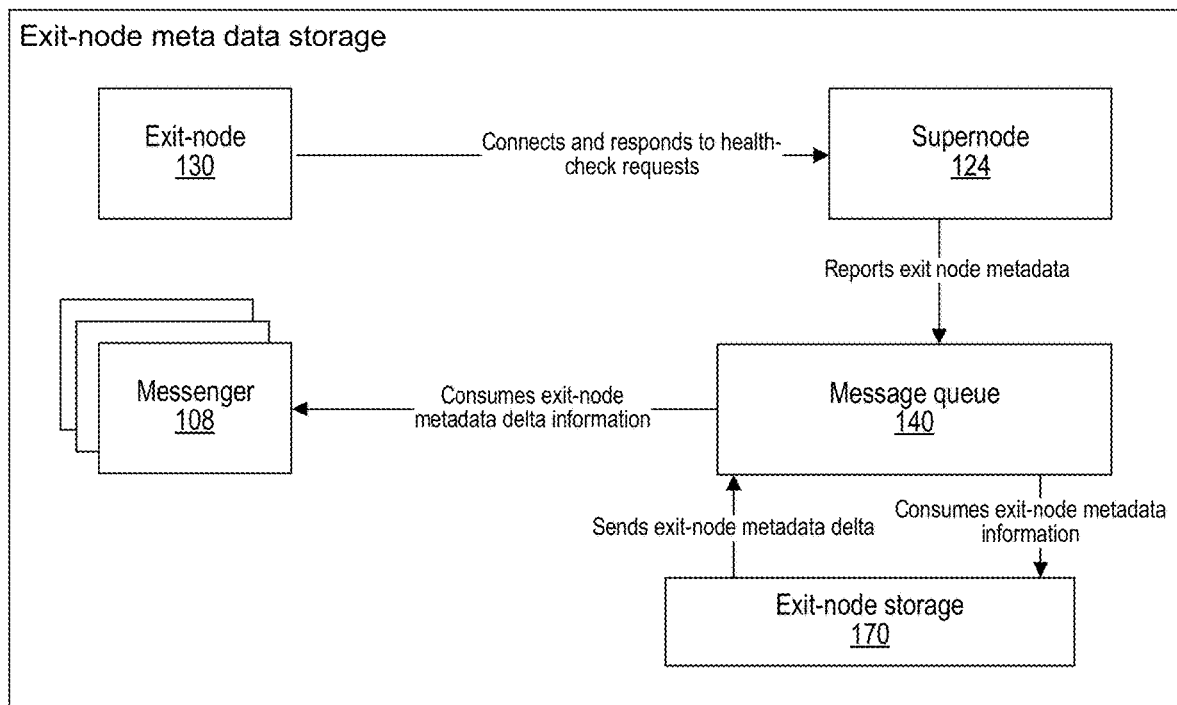 Exit-node meta data storage
Exit-node
130
Connects and responds to health-
check requests
Supernode
124
Reports exit node metadata
Messenger
108
Consumes exit-node
metadata delta information
Message queue
140
Sends exit-node metadata delta
Consumes exit-node metadata
information
Exit-node storage
170